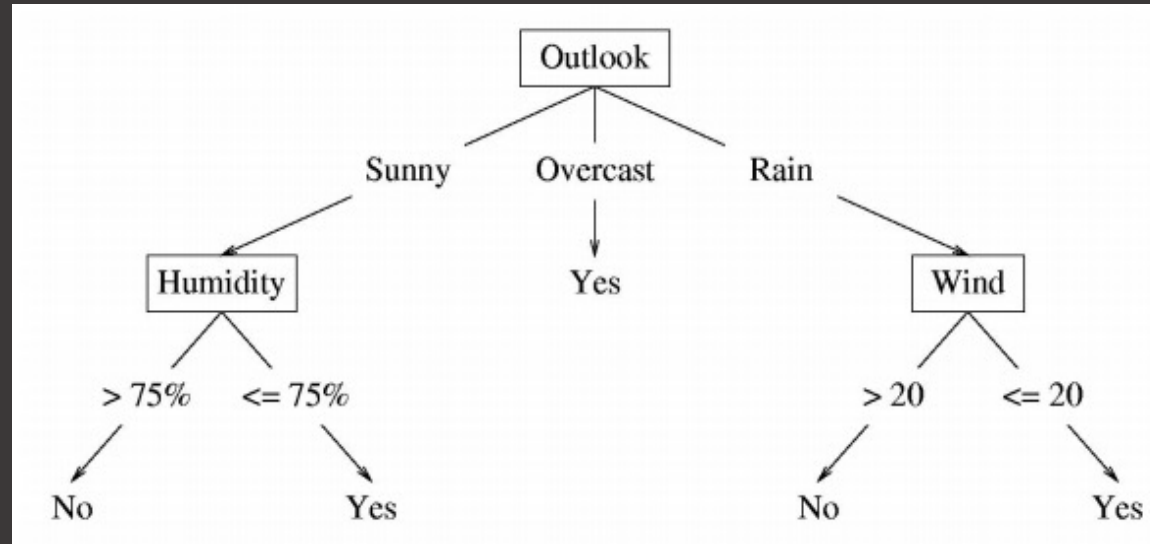 Outlook
Sunny Overcast Rain
Humidity Yes Wind
> 75% <= 75% > 20 <= 20
No Yes No Yes